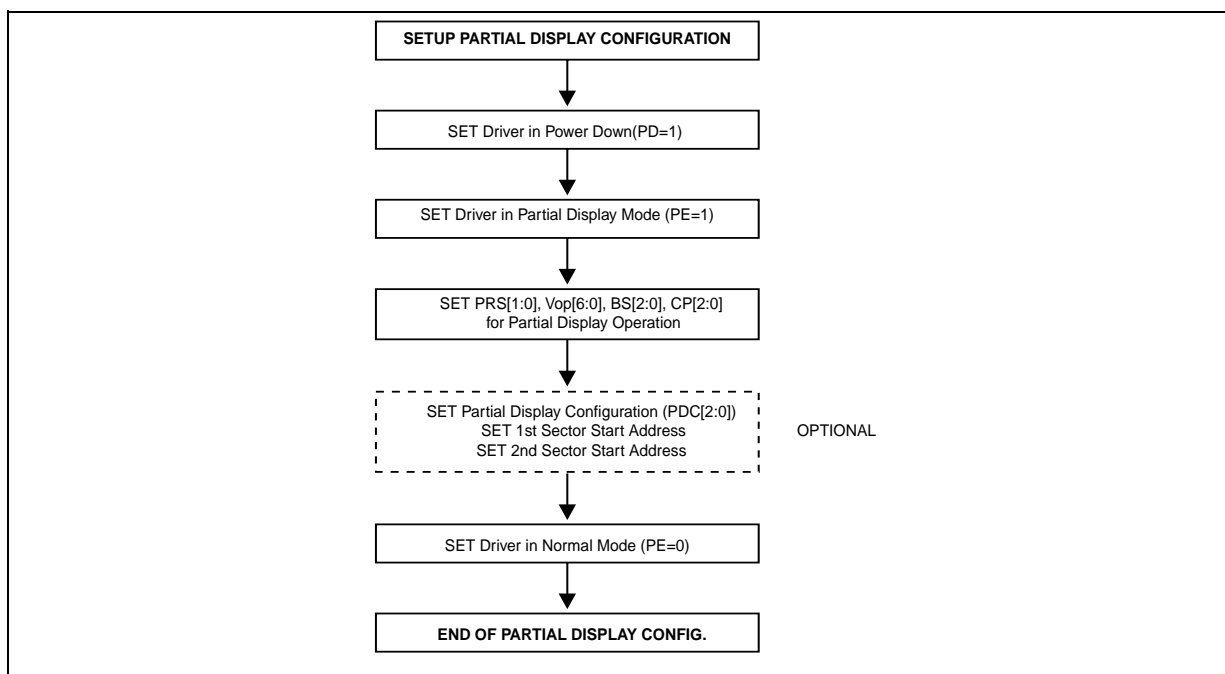 SETUP PARTIAL DISPLAY CONFIGURATION
SET Driver in Power Down(PD=1)
SET Driver in Partial Display Mode (PE=1)
SET PRS[1:0], Vop[6:0], BS[2:0], CP[2:0]
for Partial Display Operation
SET Partial Display Configuration (PDC[2:0])
SET 1st Sector Start Address
SET 2nd Sector Start Address
OPTIONAL
SET Driver in Normal Mode (PE=0)
END OF PARTIAL DISPLAY CONFIG.